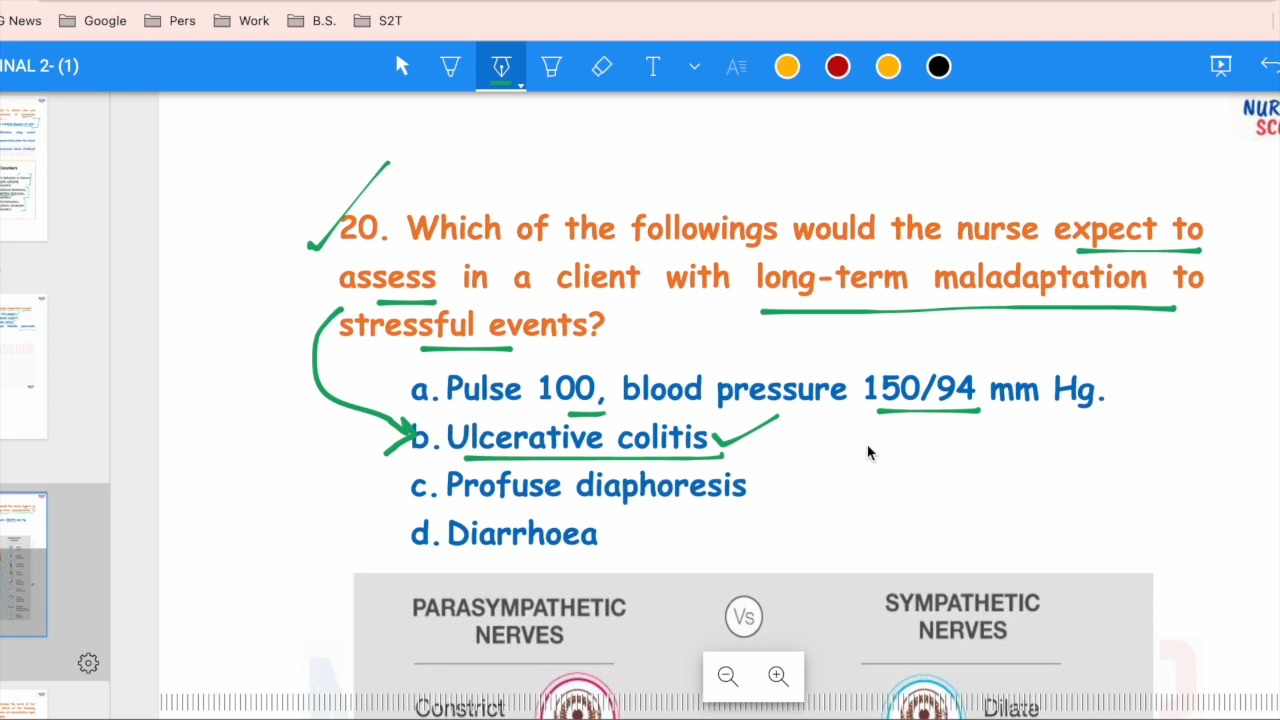 G News Google Pers Work B.S. S2T
INAL 2- (1)
T
NUR
SC
20. Which of the followings would the nurse expect to
assess in a client with long-term maladaptation to
stressful events?
a. Pulse 100, blood pressure 150/94 mm Hg.
b. Ulcerative colitis
c. Profuse diaphoresis
d. Diarrhoea
PARASYMPATHETIC
NERVES
Vs
SYMPATHETIC
NERVES
Constrict
Dilate